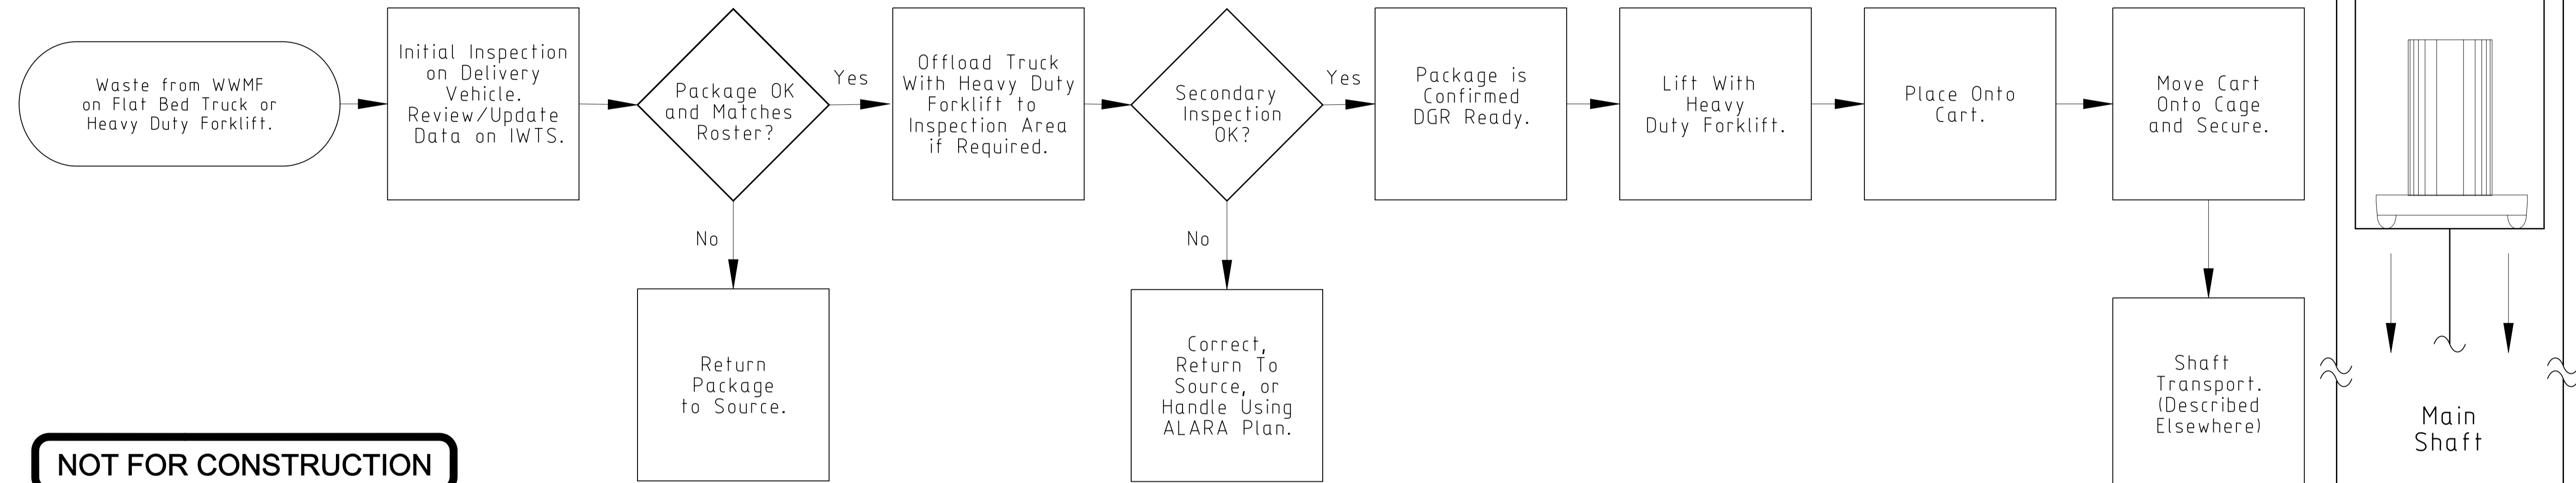 Waste from WWMF
on Flat Bed Truck or
Heavy Duty Forklift.
Initial Inspection
on Delivery
Vehicle.
Review/Update
Data on IWTS.
Package OK
and Matches
Roster?
Yes
No
Return
Package
to Source.
Offload Truck
With Heavy Duty
Forklift to
Inspection Area
if Required.
Secondary
Inspection
OK?
Yes
No
Correct,
Return To
Source, or
Handle Using
ALARA Plan.
Package is
Confirmed
DGR Ready.
Lift With
Heavy
Duty Forklift.
Place Onto
Cart.
Move Cart
Onto Cage
and Secure.
Shaft
Transport.
(Described
Elsewhere)
Main
Shaft
NOT FOR CONSTRUCTION